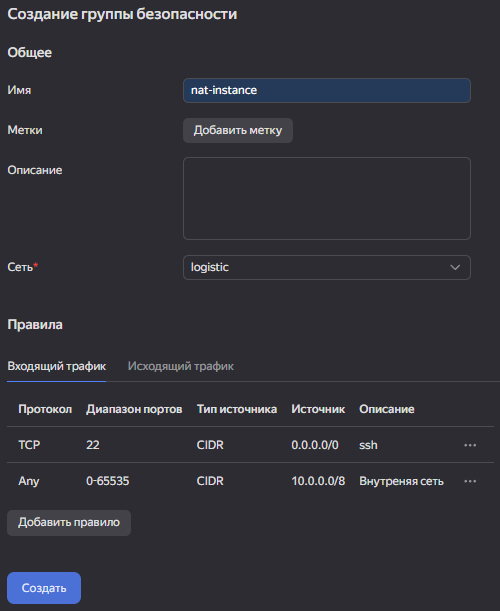 Создание группы безопасности
Общее
Имя nat-instance
Метки Добавить метку
Описание
Сеть* logistic
Правила
Входящий трафик Исходящий трафик
Протокол Диапазон портов Тип источника Источник Описание
TCP 22 CIDR 0.0.0.0/0 ssh
Any 0-65535 CIDR 10.0.0.0/8 Внутреняя сеть
Добавить правило
Создать